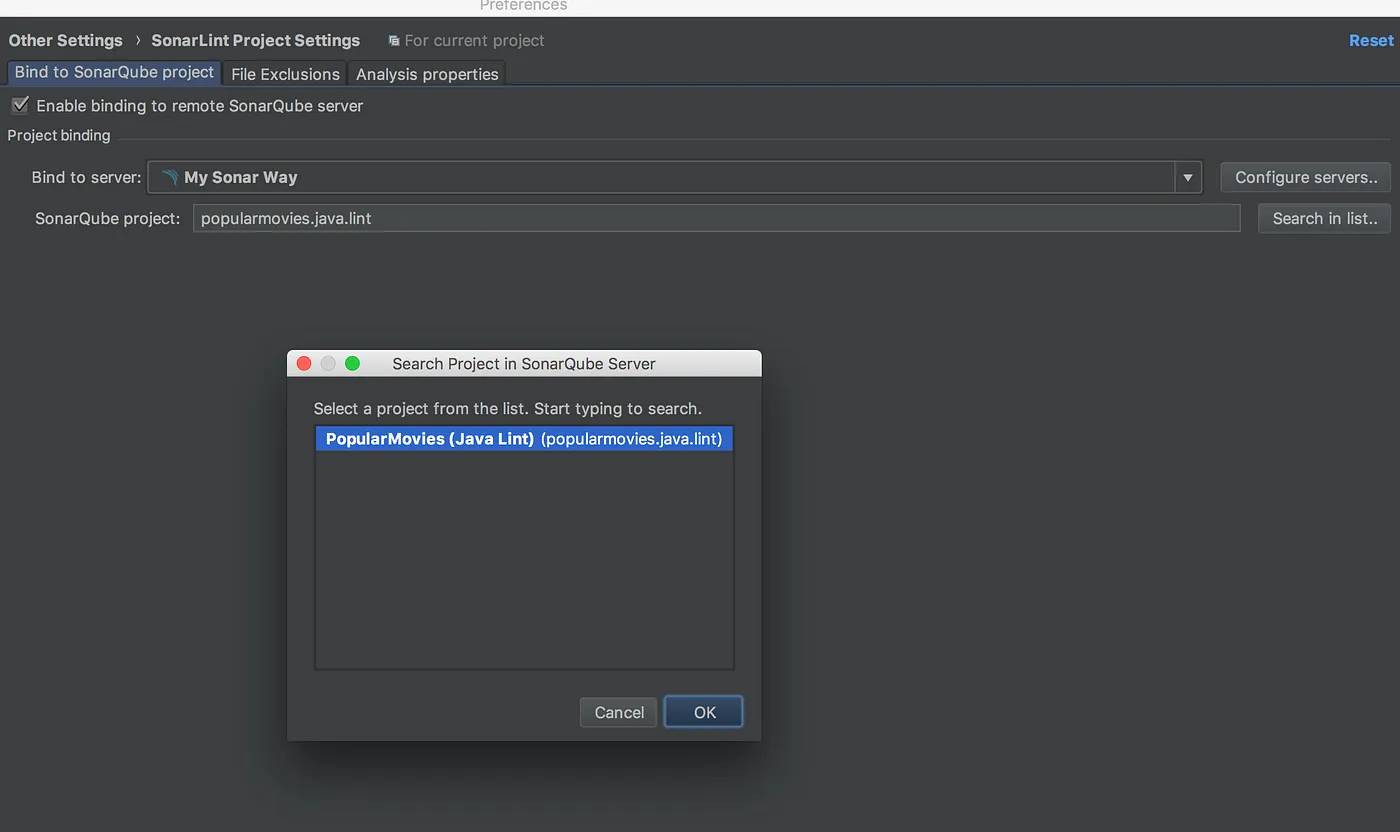 Preferences
Other Settings › SonarLint Project Settings For current project Reset
Bind to SonarQube project File Exclusions Analysis properties
Enable binding to remote SonarQube server
Project binding
Bind to server: My Sonar Way Configure servers..
SonarQube project: popularmovies.java.lint Search in list..
Search Project in SonarQube Server
Select a project from the list. Start typing to search.
PopularMovies (Java Lint) (popularmovies.java.lint)
Cancel OK